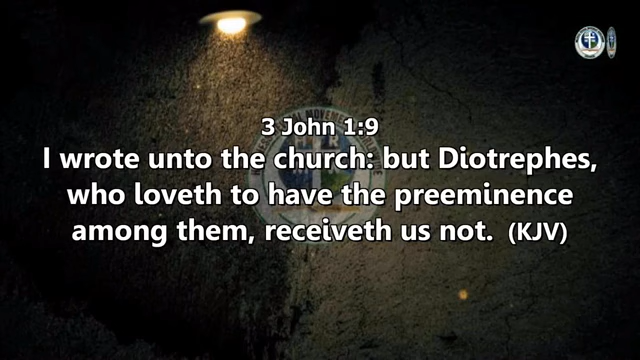 3 John 1:9
I wrote unto the church: but Diotrephes,
who loveth to have the preeminence
among them, receiveth us not. (KJV)